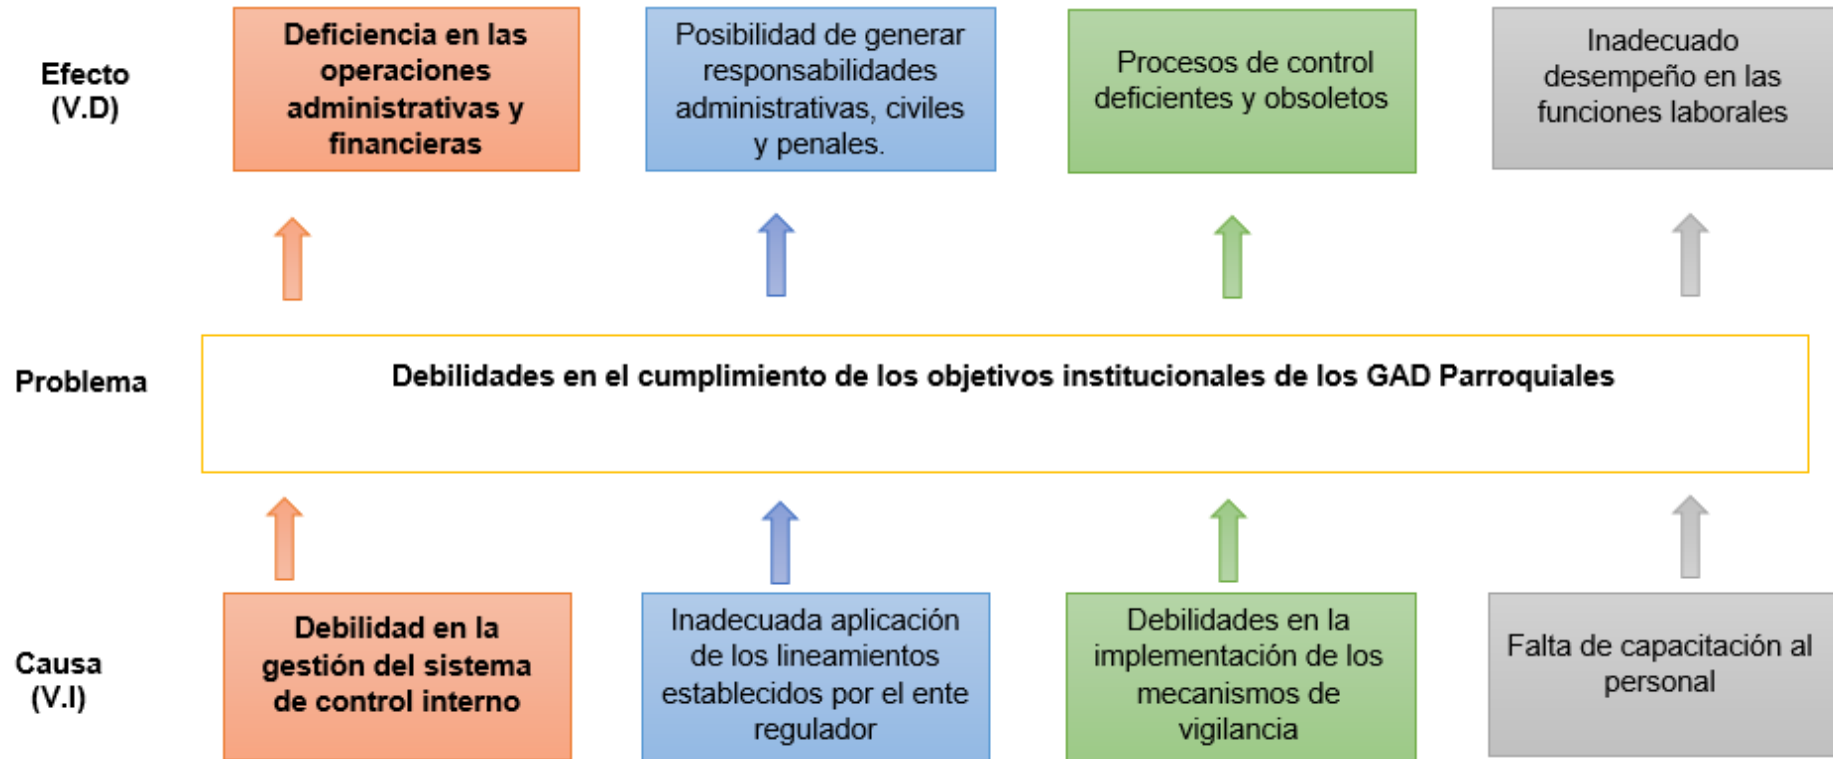 Efecto
(V.D)
Deficiencia en las
operaciones
administrativas y
financieras
Posibilidad de generar
responsabilidades
administrativas, civiles
y penales.
Procesos de control
deficientes y obsoletos
Inadecuado
desempeño en las
funciones laborales
Problema
Debilidades en el cumplimiento de los objetivos institucionales de los GAD Parroquiales
Causa
(V.I)
Debilidad en la
gestión del sistema
de control interno
Inadecuada aplicación
de los lineamientos
establecidos por el ente
regulador
Debilidades en la
implementación de los
mecanismos de
vigilancia
Falta de capacitación al
personal